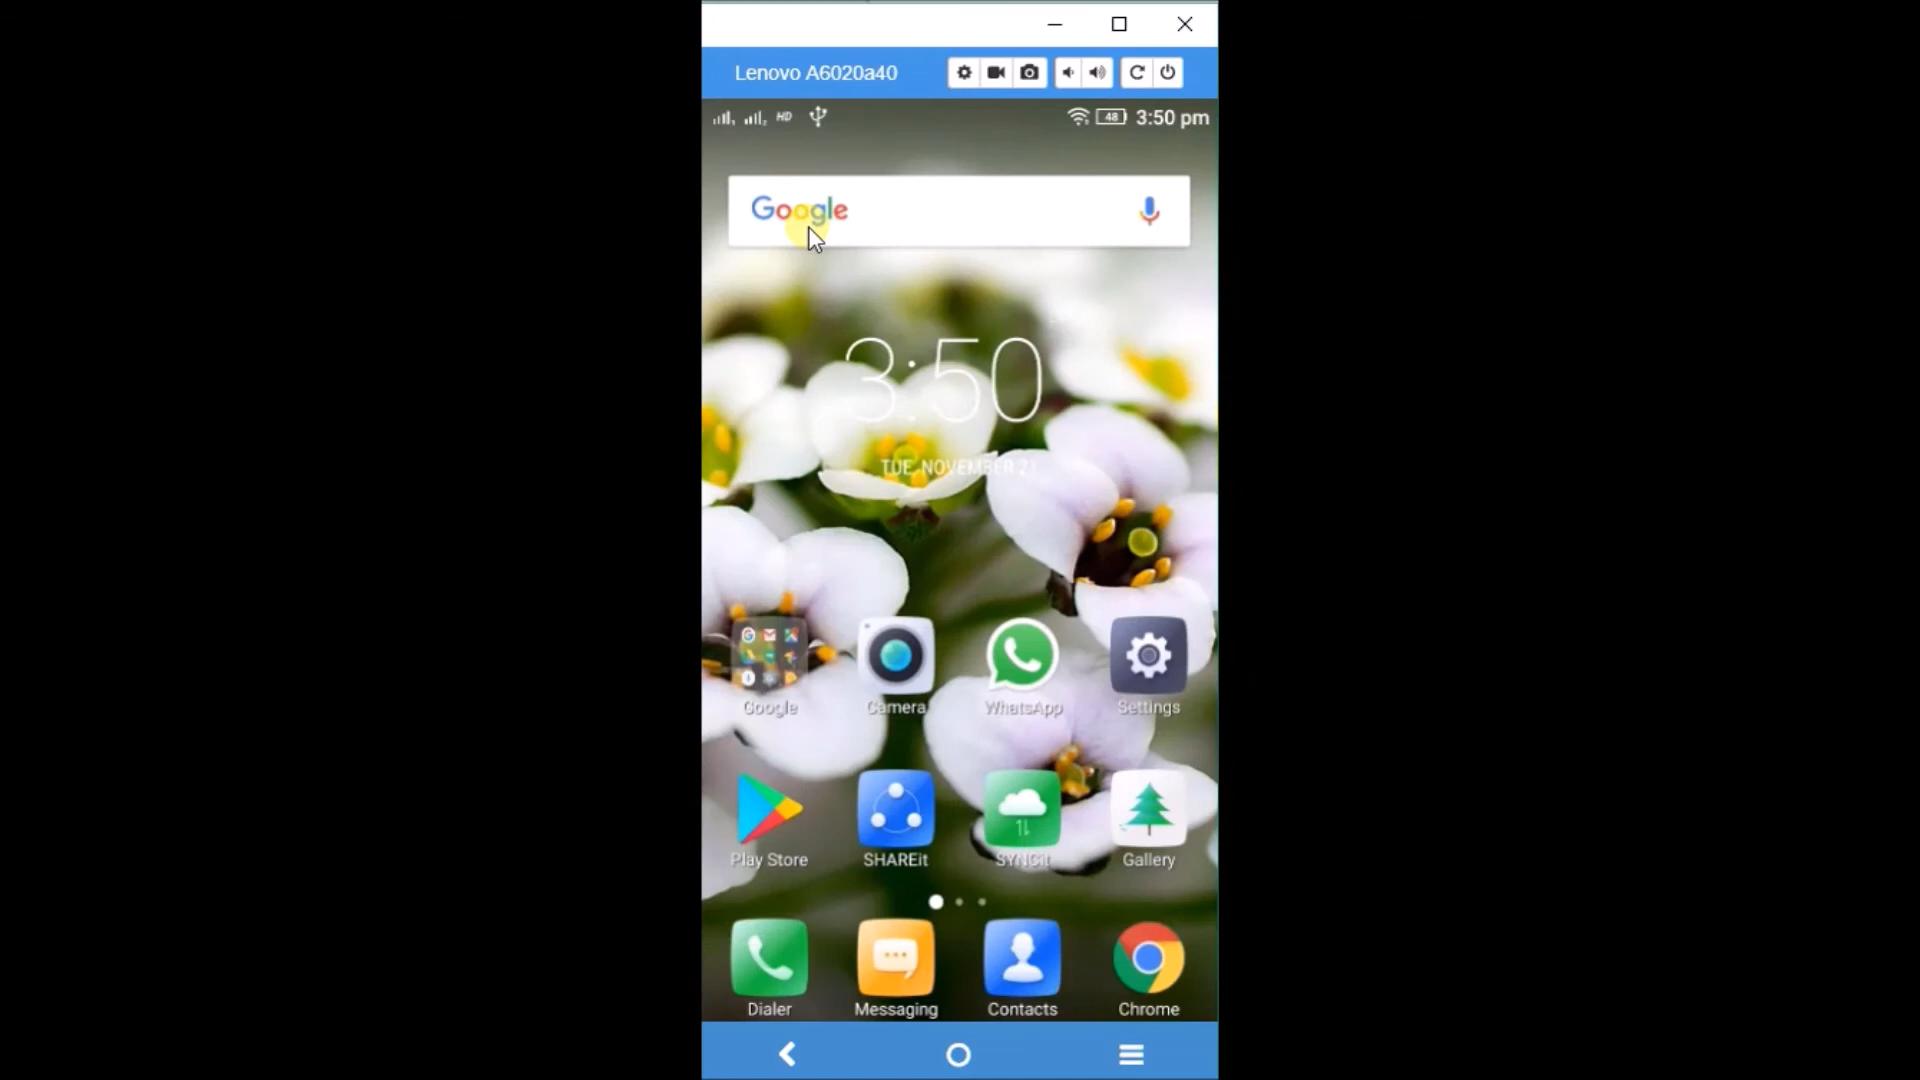 Lenovo A6020a40
HD
48
3:50 pm
Google
3:50
TUE, NOVEMBER 21
Google
Camera
WhatsApp
Settings
Play Store
SHAREit
SYNCit
Gallery
Dialer
Messaging
Contacts
Chrome